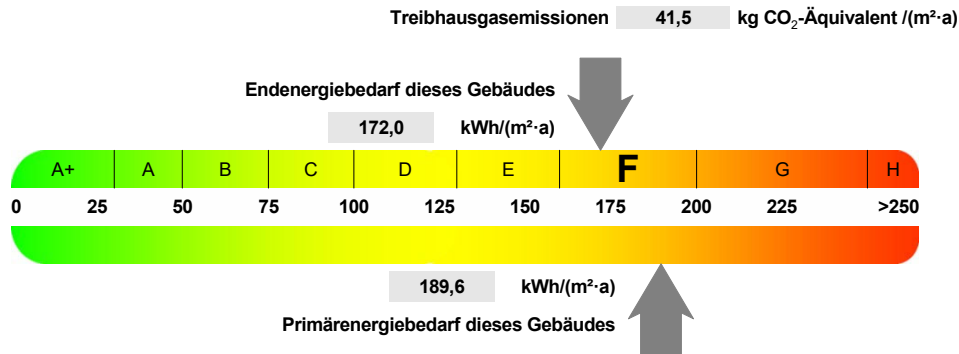 Treibhausgasemissionen 41,5 kg CO₂-Äquivalent /(m²·a)
Endenergiebedarf dieses Gebäudes
172,0 kWh/(m²·a)
A+ A B C D E F G H
0 25 50 75 100 125 150 175 200 225 >250
189,6 kWh/(m²·a)
Primärenergiebedarf dieses Gebäudes